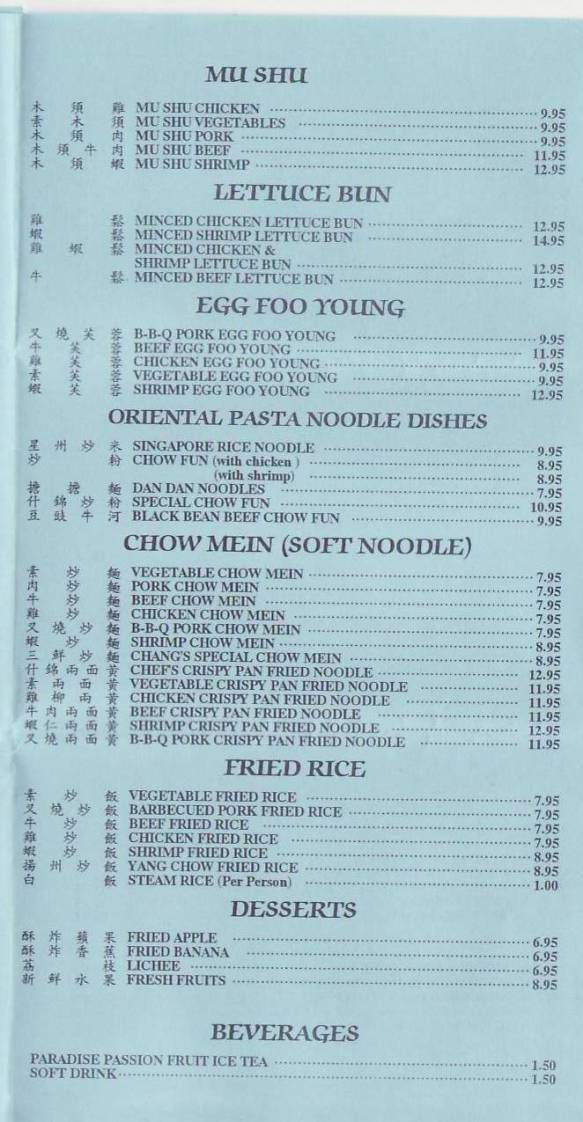 MU SHU
木須雞 MU SHU CHICKEN 9.95
素木須 MU SHU VEGETABLES 9.95
木須肉 MU SHU PORK 9.95
木須牛肉 MU SHU BEEF 11.95
木須蝦 MU SHU SHRIMP 12.95
LETTUCE BUN
雞鬆 MINCED CHICKEN LETTUCE BUN 12.95
蝦鬆 MINCED SHRIMP LETTUCE BUN 14.95
雞蝦鬆 MINCED CHICKEN &
SHRIMP LETTUCE BUN 12.95
牛鬆 MINCED BEEF LETTUCE BUN 12.95
EGG FOO YOUNG
叉燒芙蓉 B-B-Q PORK EGG FOO YOUNG 9.95
牛芙蓉 BEEF EGG FOO YOUNG 11.95
雞芙蓉 CHICKEN EGG FOO YOUNG 9.95
素芙蓉 VEGETABLE EGG FOO YOUNG 9.95
蝦芙蓉 SHRIMP EGG FOO YOUNG 12.95
ORIENTAL PASTA NOODLE DISHES
星州炒米 SINGAPORE RICE NOODLE 9.95
炒粉 CHOW FUN (with chicken ) 8.95
(with shrimp) 8.95
擔擔麵 DAN DAN NOODLES 7.95
什錦炒粉 SPECIAL CHOW FUN 10.95
豆豉牛河 BLACK BEAN BEEF CHOW FUN 9.95
CHOW MEIN (SOFT NOODLE)
素炒麵 VEGETABLE CHOW MEIN 7.95
肉炒麵 PORK CHOW MEIN 7.95
牛炒麵 BEEF CHOW MEIN 7.95
雞炒麵 CHICKEN CHOW MEIN 7.95
叉燒炒麵 B-B-Q PORK CHOW MEIN 7.95
蝦炒麵 SHRIMP CHOW MEIN 8.95
三鮮炒麵 CHANG'S SPECIAL CHOW MEIN 8.95
什錦兩面黃 CHEF'S CRISPY PAN FRIED NOODLE 12.95
素兩面黃 VEGETABLE CRISPY PAN FRIED NOODLE 11.95
雞柳兩黃 CHICKEN CRISPY PAN FRIED NOODLE 11.95
牛肉兩面黃 BEEF CRISPY PAN FRIED NOODLE 11.95
蝦仁兩面黃 SHRIMP CRISPY PAN FRIED NOODLE 12.95
叉燒兩面黃 B-B-Q PORK CRISPY PAN FRIED NOODLE 11.95
FRIED RICE
素炒飯 VEGETABLE FRIED RICE 7.95
叉燒炒飯 BARBECUED PORK FRIED RICE 7.95
牛炒飯 BEEF FRIED RICE 7.95
雞炒飯 CHICKEN FRIED RICE 7.95
蝦炒飯 SHRIMP FRIED RICE 8.95
揚州炒飯 YANG CHOW FRIED RICE 8.95
白飯 STEAM RICE (Per Person) 1.00
DESSERTS
酥炸蘋果 FRIED APPLE 6.95
酥炸香蕉 FRIED BANANA 6.95
荔枝 LICHEE 6.95
新鮮水果 FRESH FRUITS 8.95
BEVERAGES
PARADISE PASSION FRUIT ICE TEA 1.50
SOFT DRINK 1.50